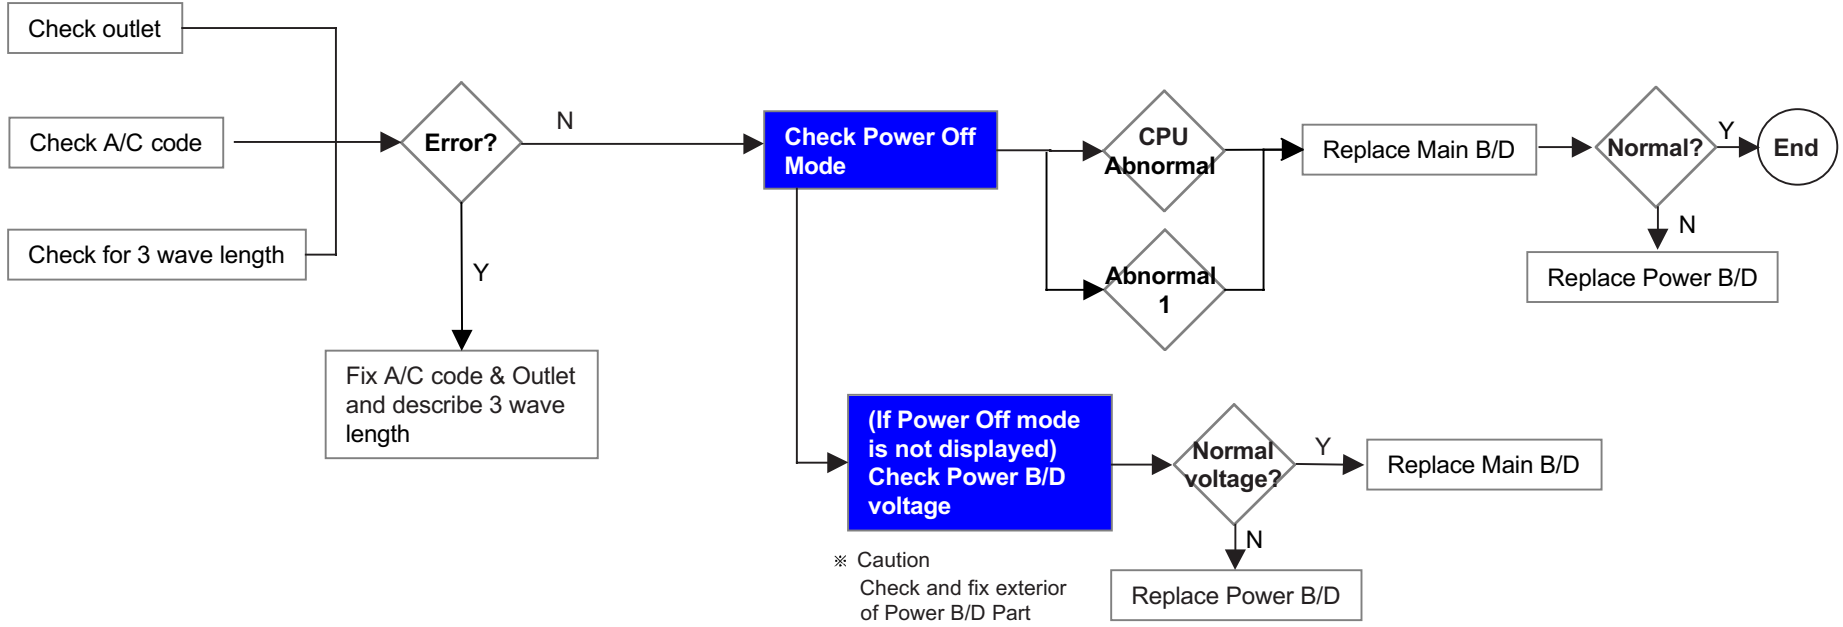 Check outlet
Check A/C code
Check for 3 wave length
Error?
N
Y
Fix A/C code & Outlet
and describe 3 wave
length
Check Power Off
Mode
CPU
Abnormal
Abnormal
1
Replace Main B/D
Normal?
Y
End
N
Replace Power B/D
(If Power Off mode
is not displayed)
Check Power B/D
voltage
Normal
voltage?
Y
Replace Main B/D
N
Replace Power B/D
※ Caution
Check and fix exterior
of Power B/D Part